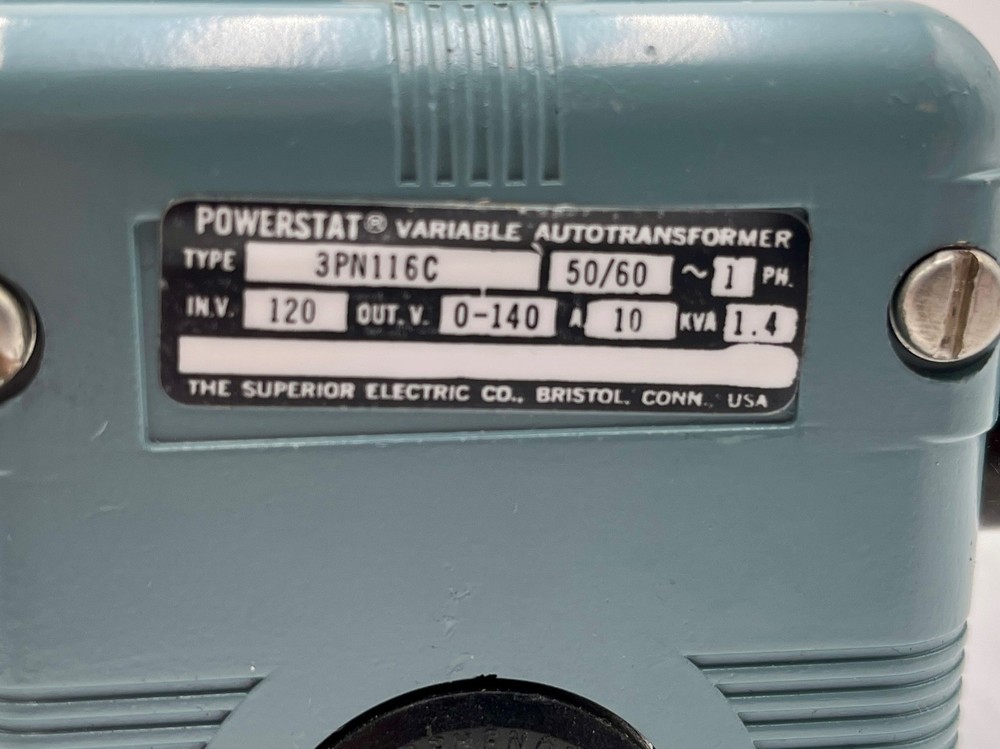 POWERSTAT® VARIABLE AUTOTRANSFORMER
TYPE 3PN116C 50/60 ~ 1 PH.
IN.V. 120 OUT. V. 0-140 A 10 KVA 1.4
THE SUPERIOR ELECTRIC CO., BRISTOL, CONN., USA